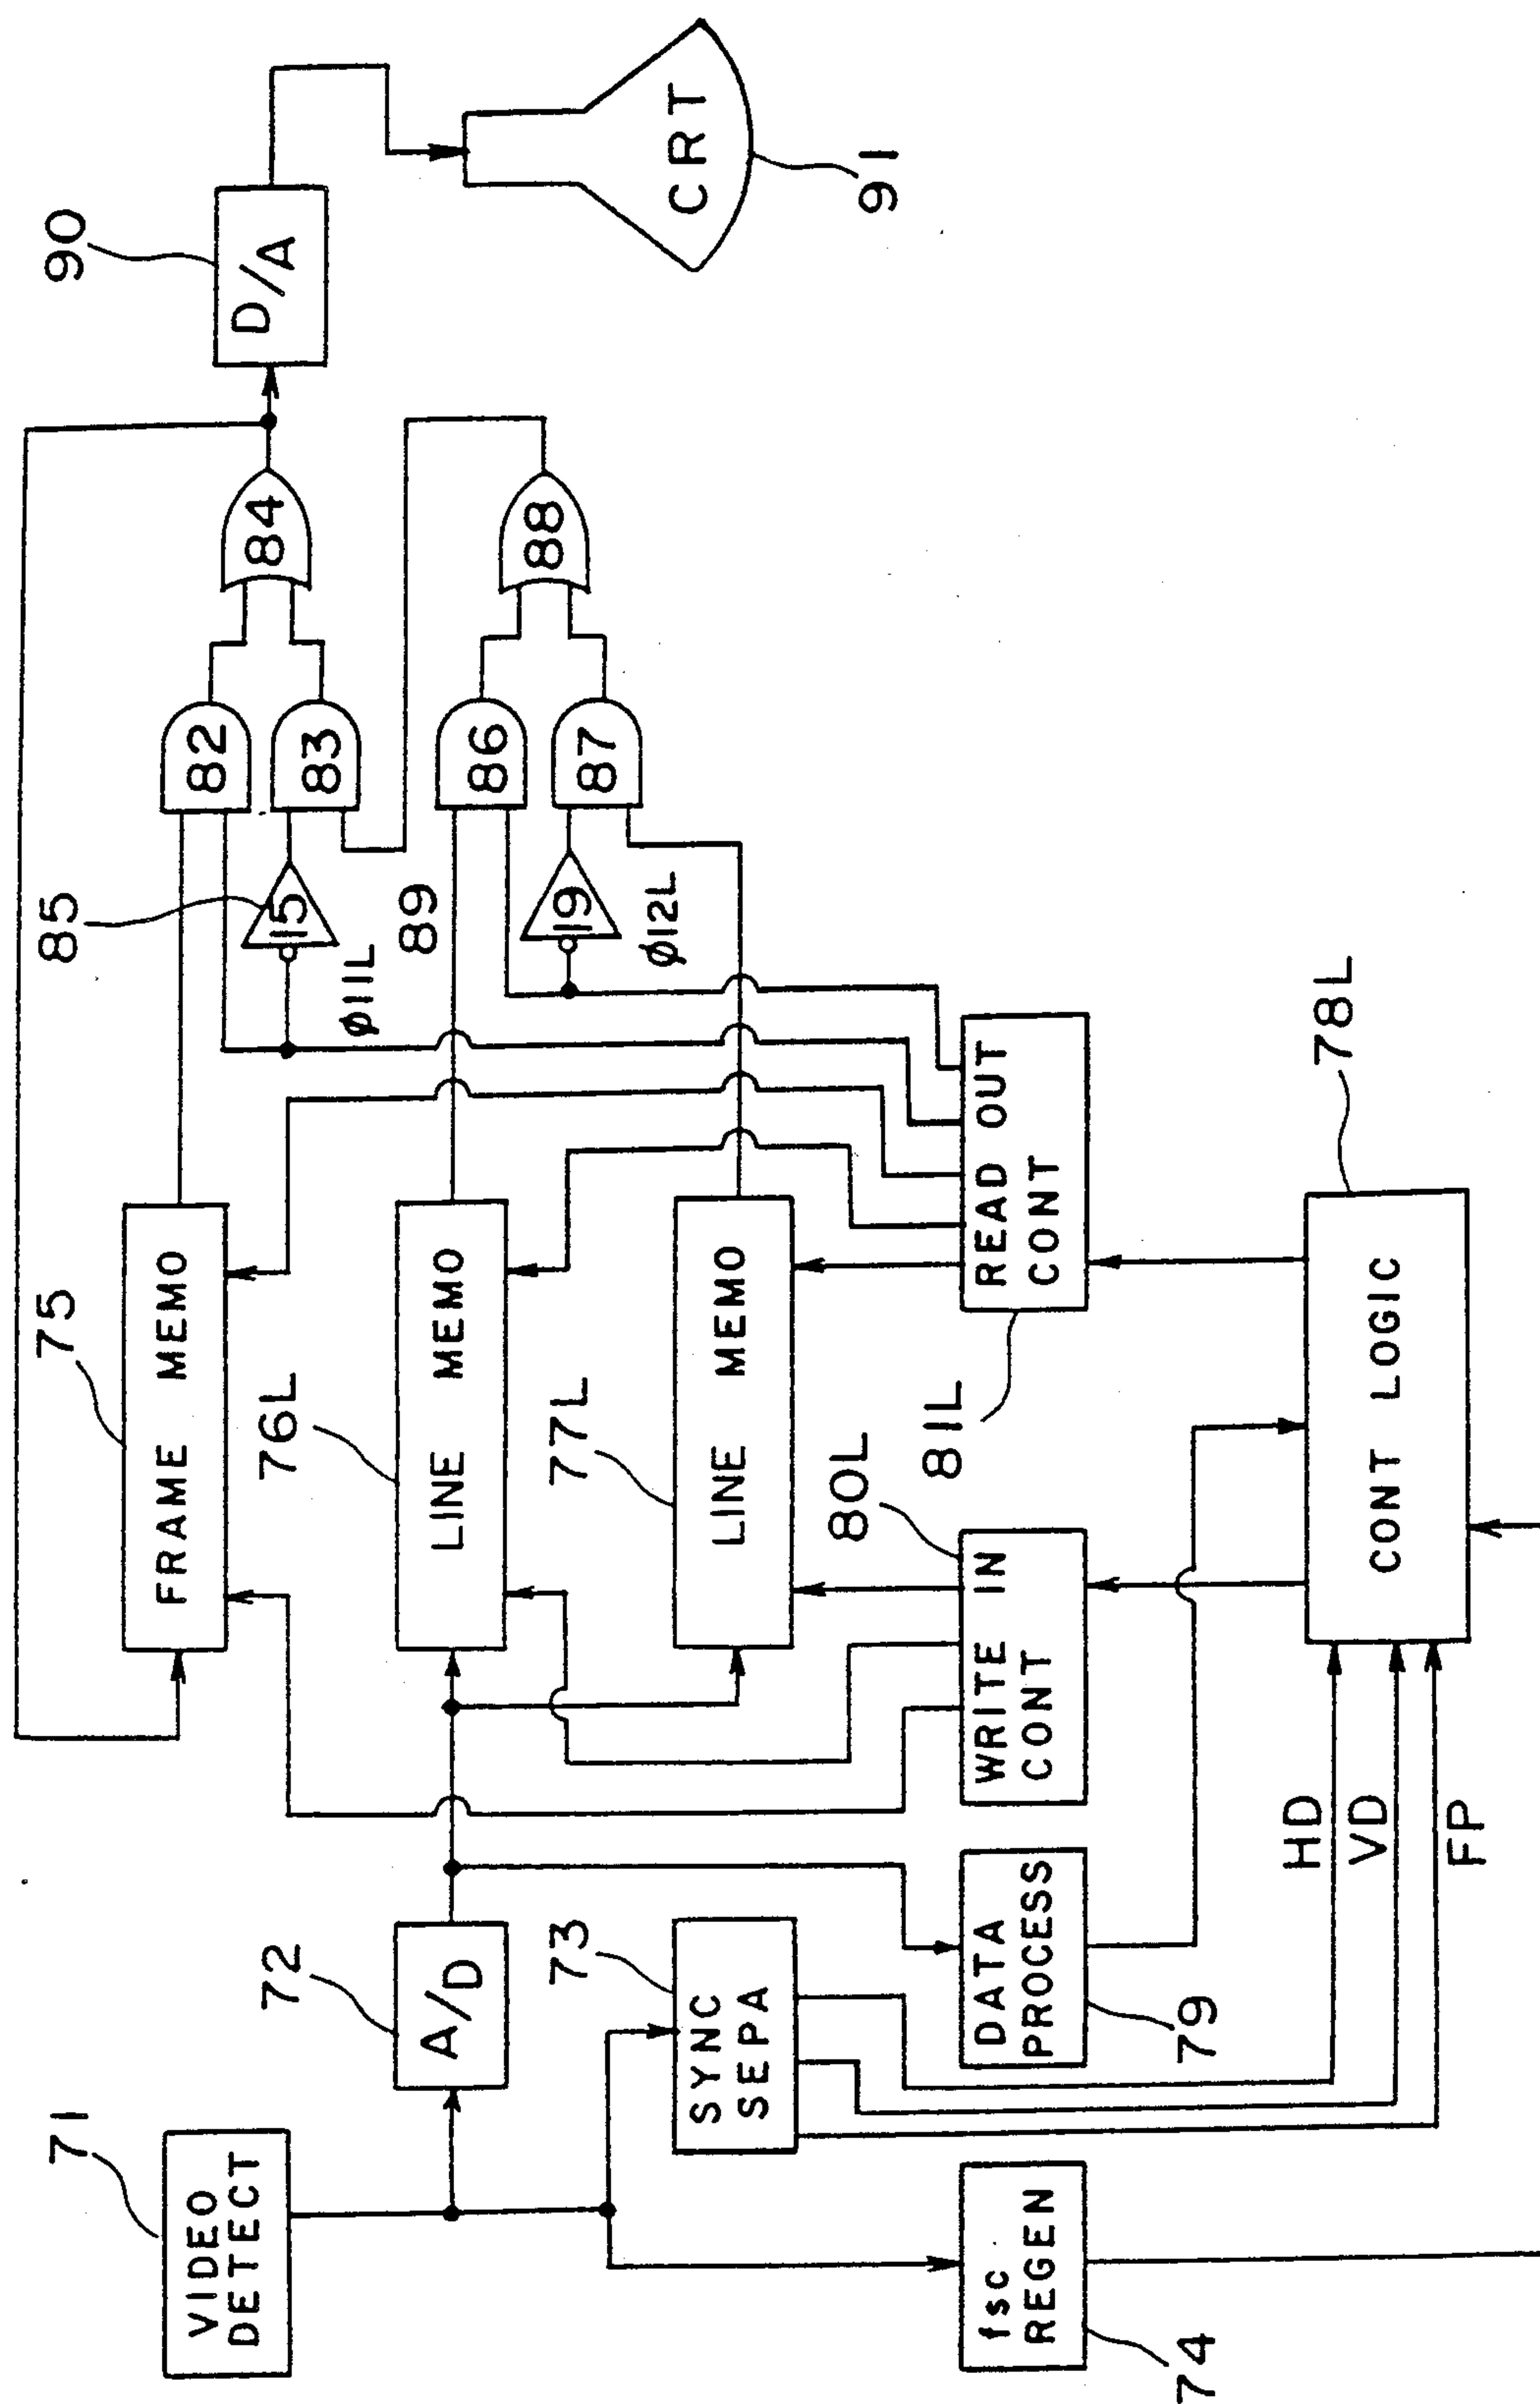 71
VIDEO
DETECT
72
A/D
73
SYNC
SEPA
74
fsc
REGEN
75
FRAME MEMO
76L
LINE MEMO
77L
LINE MEMO
79
DATA
PROCESS
80L
WRITE IN
CONT
81L
READ OUT
CONT
HD
VD
FP
78L
CONT LOGIC
85
15
φ11L
89
19
φ12L
82
83
84
86
87
88
90
D/A
CRT
91